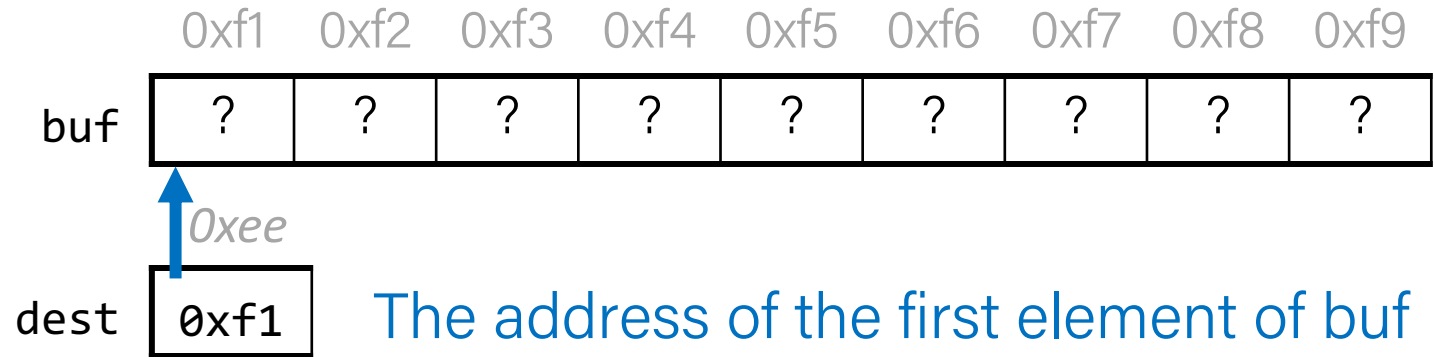 0xf1 0xf2 0xf3 0xf4 0xf5 0xf6 0xf7 0xf8 0xf9
buf ? ? ? ? ? ? ? ? ?
0xee
dest 0xf1 The address of the first element of buf